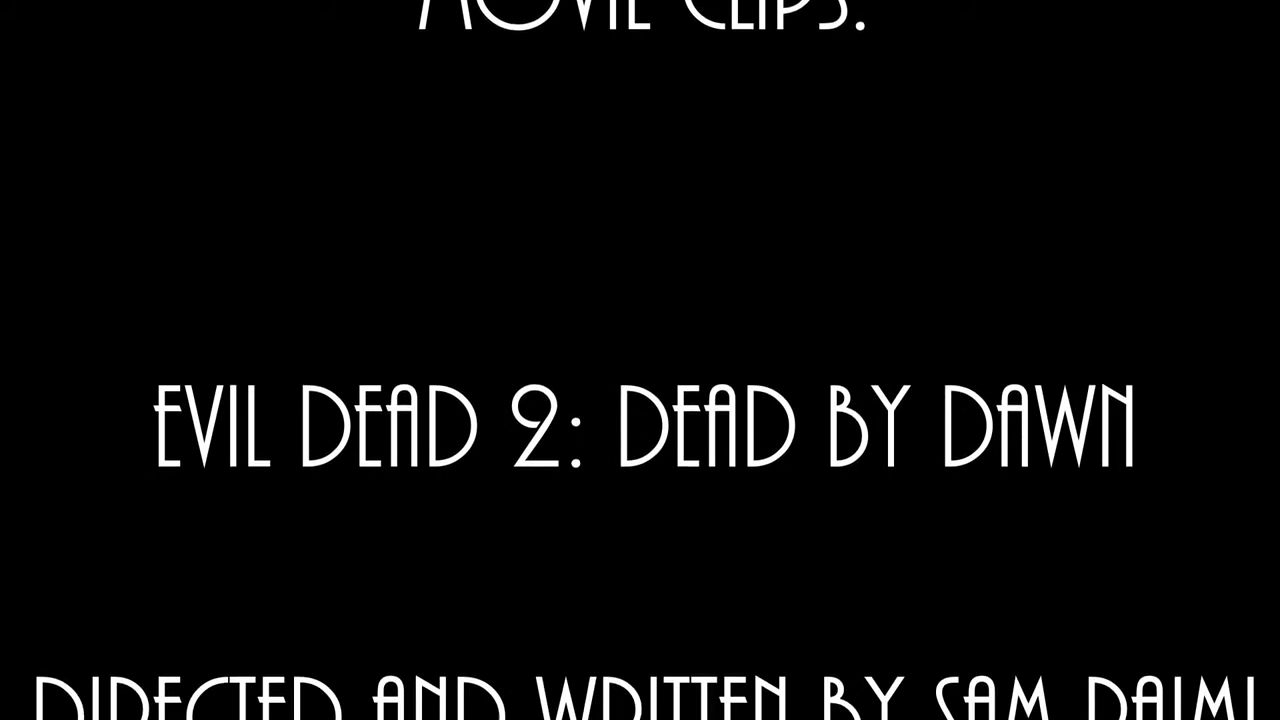 MOVIE CLIPS:
EVIL DEAD 2: DEAD BY DAWN
DIRECTED AND WRITTEN BY SAM RAIMI